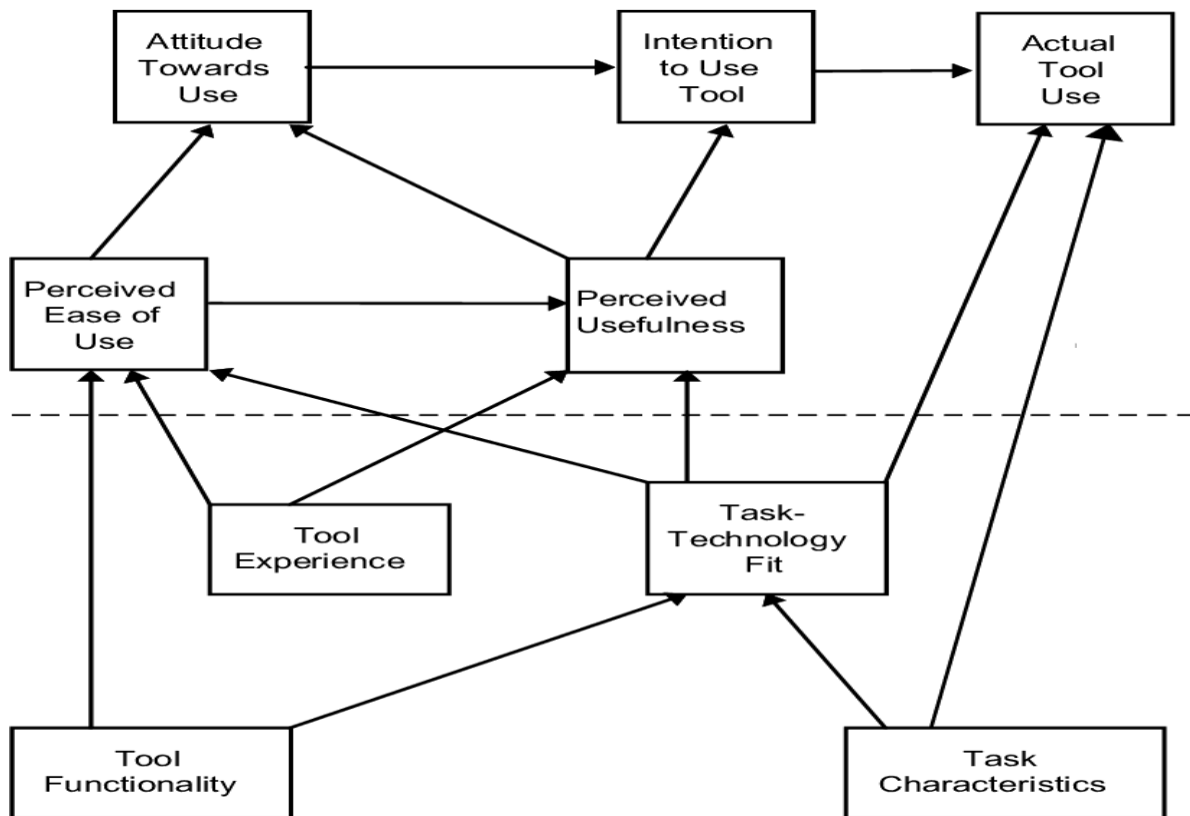 Attitude
Towards
Use
Intention
to Use
Tool
Actual
Tool
Use
Perceived
Ease of
Use
Perceived
Usefulness
Tool
Experience
Task-
Technology
Fit
Tool
Functionality
Task
Characteristics